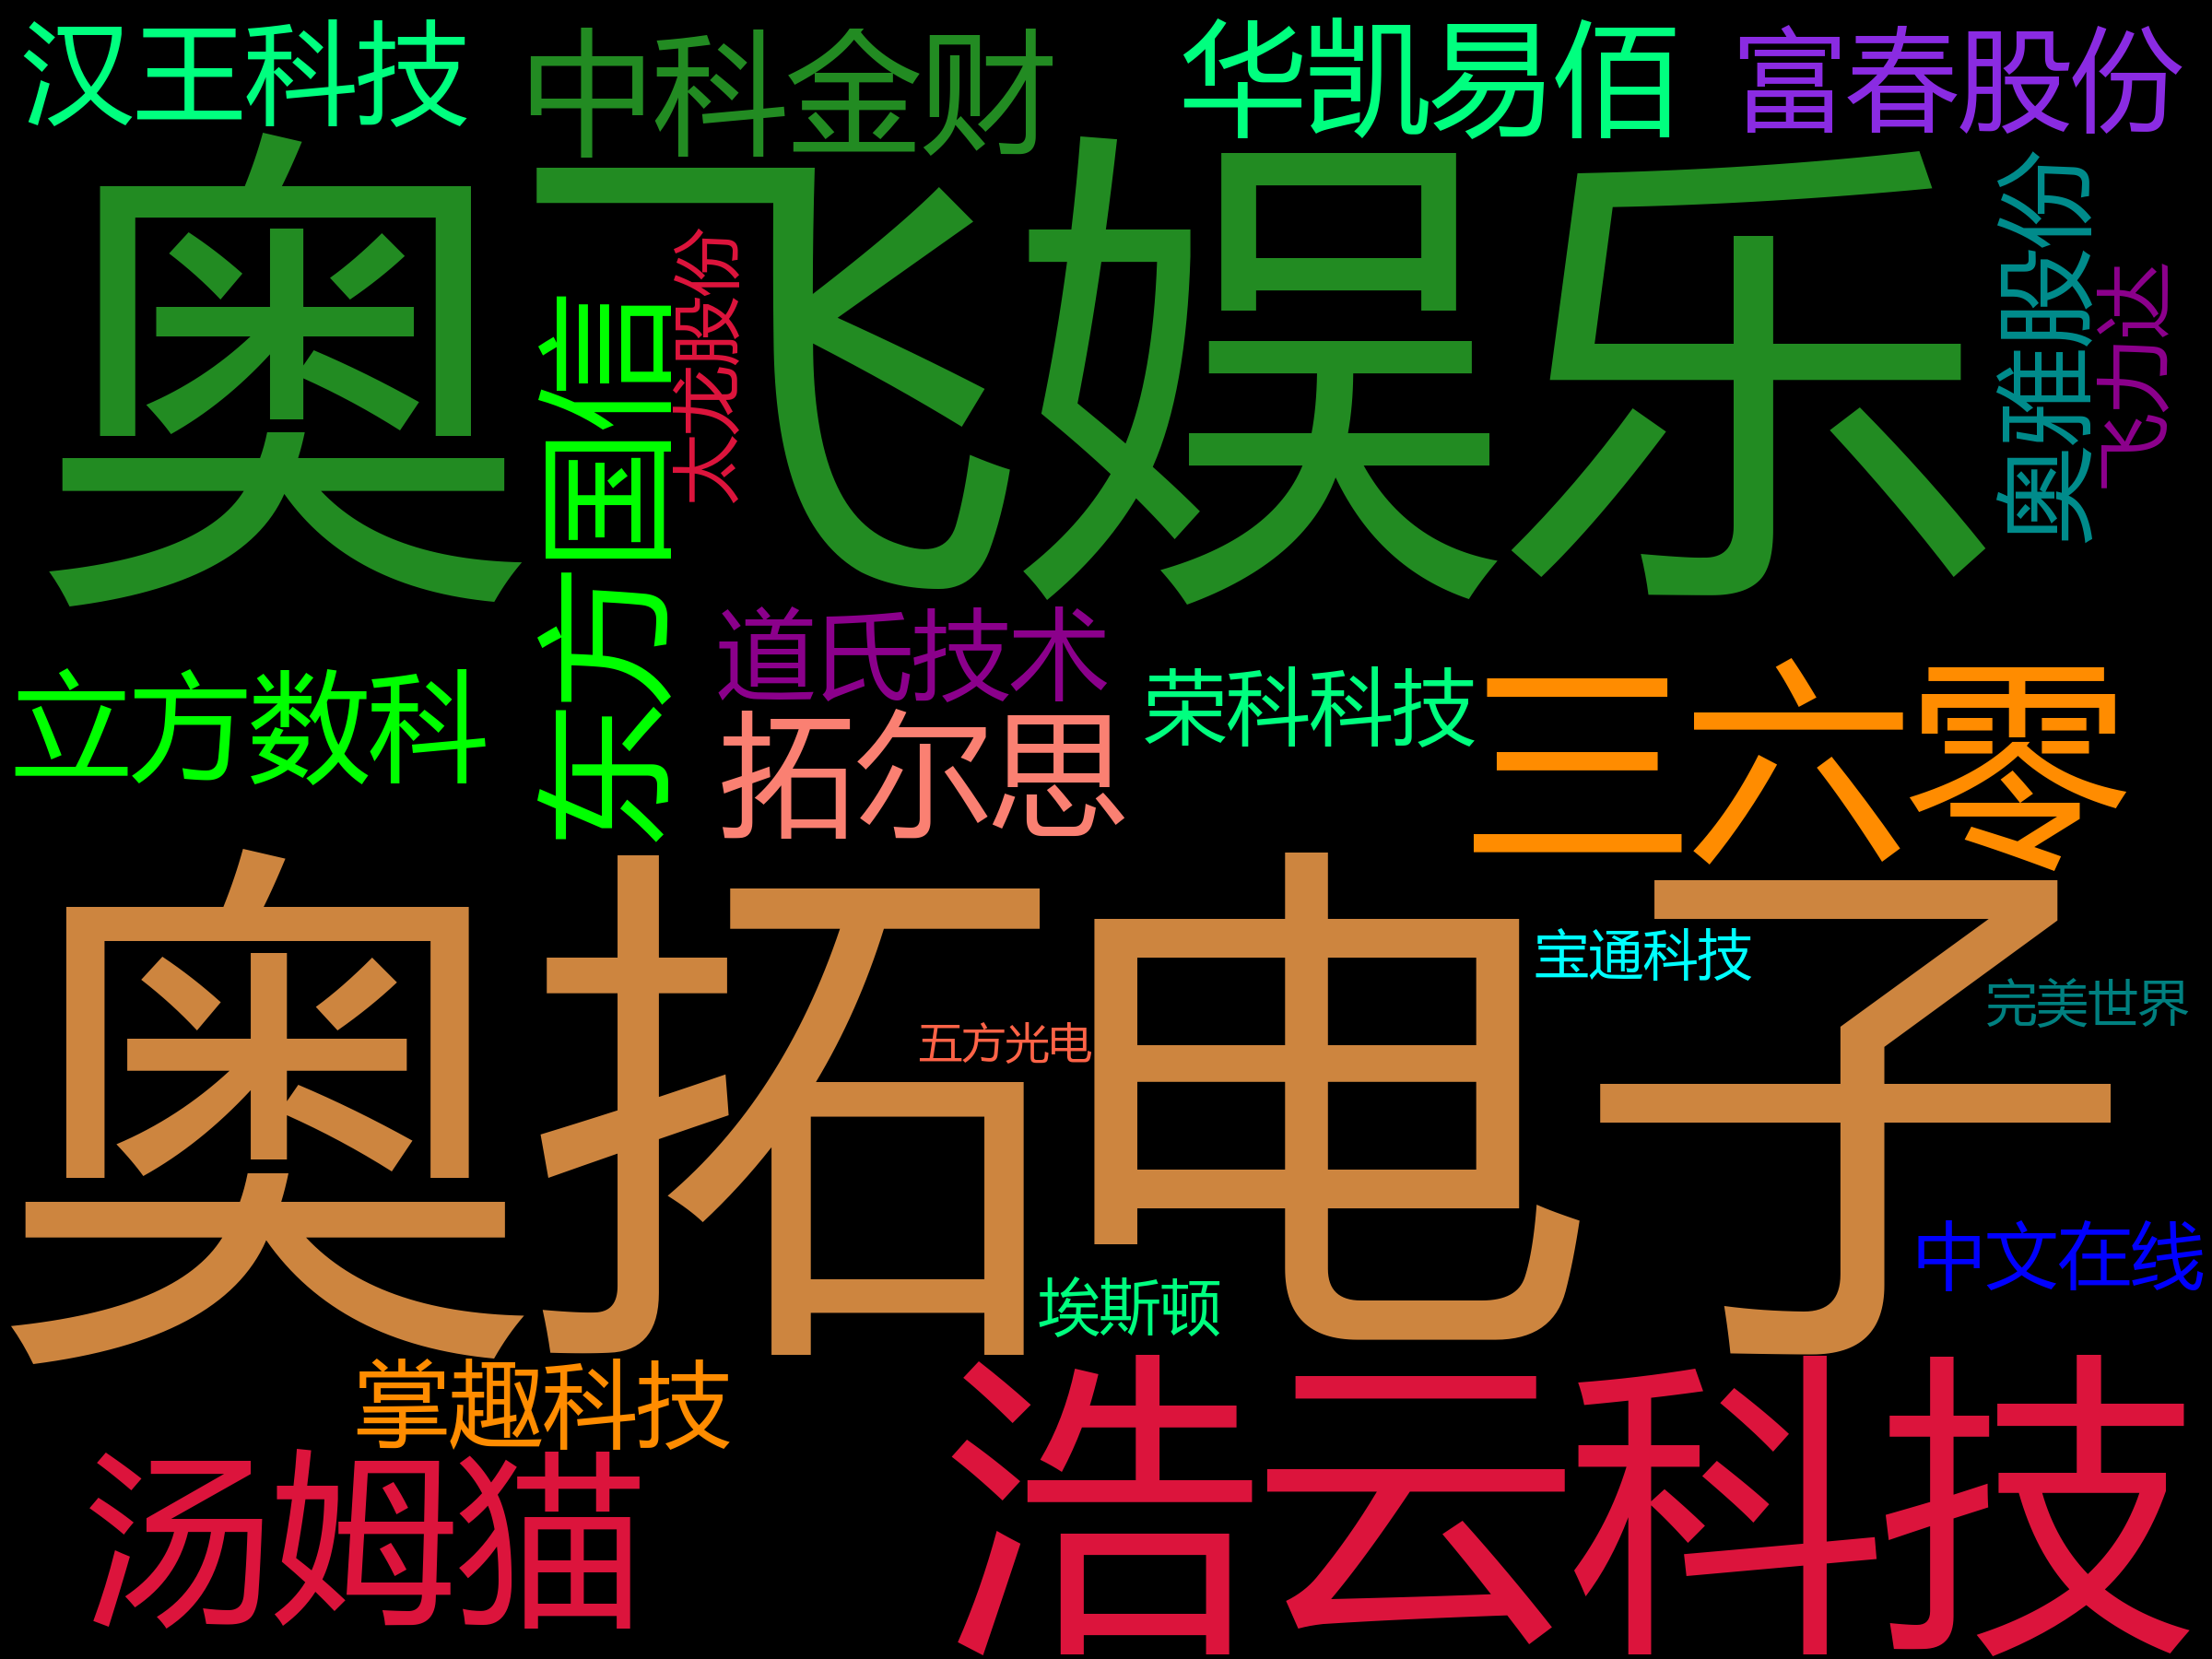 汉王科技
中科金财
华凯易佰
富春股份
奥飞娱乐
太龙股份
东方国信
奥雅股份
飞力达
道氏技术
立方数科
拓尔思
荣科科技
三六零
奥拓电子
宝通科技
完美世界
五方光电
中文在线
埃斯顿
掌趣科技
汤姆猫
浩云科技